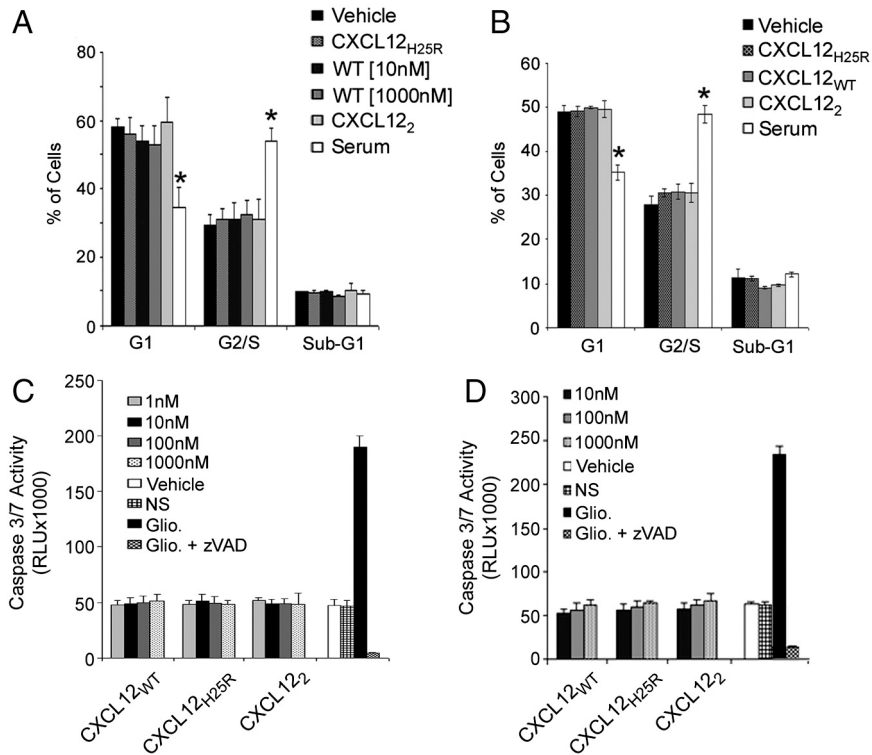 A
Vehicle
CXCL12H25R
WT [10nM]
WT [1000nM]
CXCL122
Serum
% of Cells
80
60
40
20
0
*
*
G1
G2/S
Sub-G1
B
Vehicle
CXCL12H25R
CXCL12WT
CXCL122
Serum
% of Cells
60
50
40
30
20
10
0
*
*
G1
G2/S
Sub-G1
C
1nM
10nM
100nM
1000nM
Vehicle
NS
Glio.
Glio. + zVAD
Caspase 3/7 Activity
(RLUx1000)
250
200
150
100
50
0
CXCL12WT
CXCL12H25R
CXCL122
D
10nM
100nM
1000nM
Vehicle
NS
Glio.
Glio. + zVAD
Caspase 3/7 Activity
(RLUx1000)
300
250
200
150
100
50
0
CXCL12WT
CXCL12H25R
CXCL122